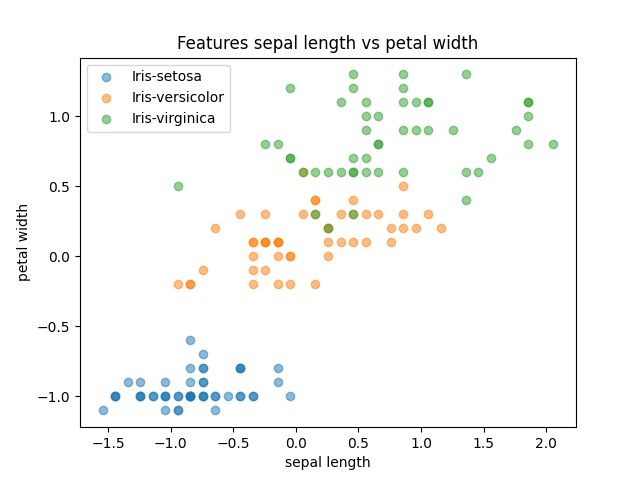 Features sepal length vs petal width
Iris-setosa
Iris-versicolor
Iris-virginica
1.0
0.5
0.0
−0.5
−1.0
petal width
−1.5 −1.0 −0.5 0.0 0.5 1.0 1.5 2.0
sepal length